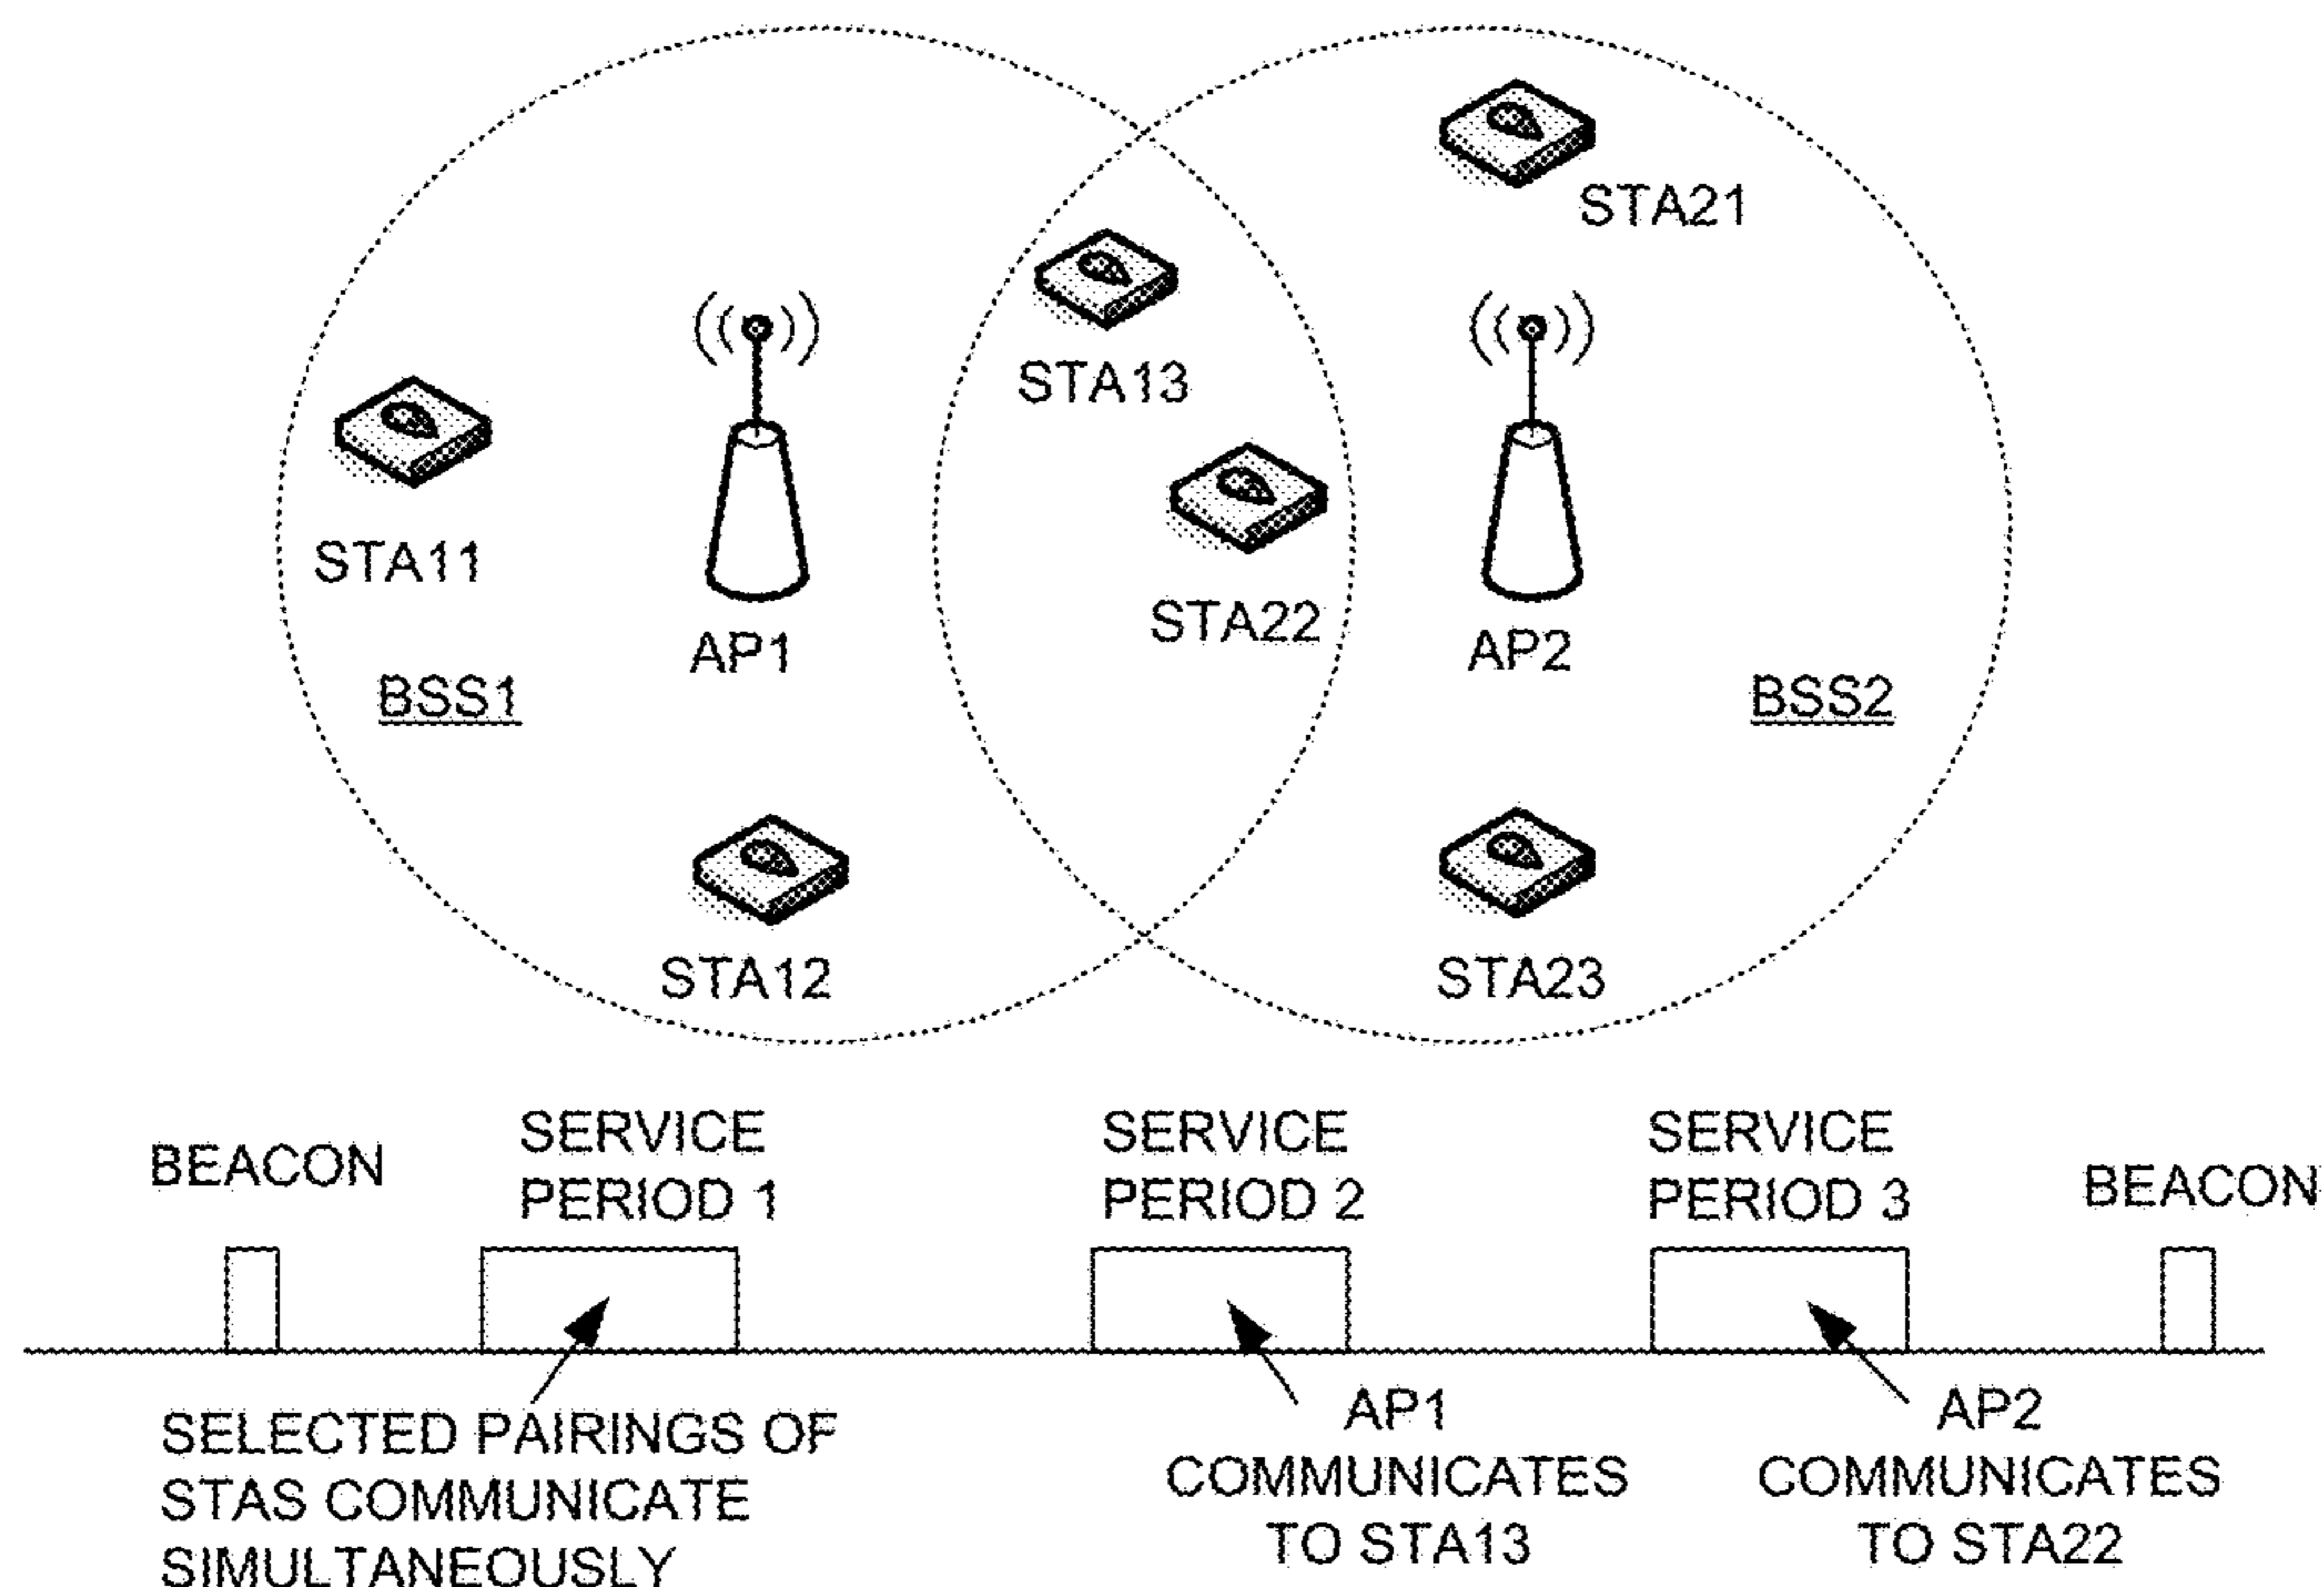 STA21
STA13
STA11
STA22
AP1
AP2
BSS1
BSS2
STA12
STA23
BEACON
SERVICE
PERIOD 1
SERVICE
PERIOD 2
SERVICE
PERIOD 3
BEACON
SELECTED PAIRINGS OF
STAS COMMUNICATE
SIMULTANEOUSLY
AP1
COMMUNICATES
TO STA13
AP2
COMMUNICATES
TO STA22